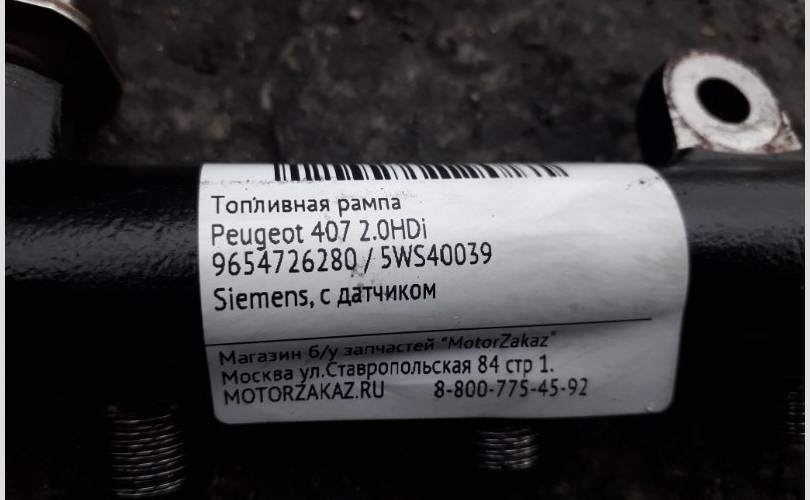 Топливная рампа
Peugeot 407 2.0HDi
9654726280 / 5WS40039
Siemens, с датчиком
Магазин б/у запчастей "MotorZakaz"
Москва ул.Ставропольская 84 стр 1.
MOTORZAKAZ.RU 8-800-775-45-92